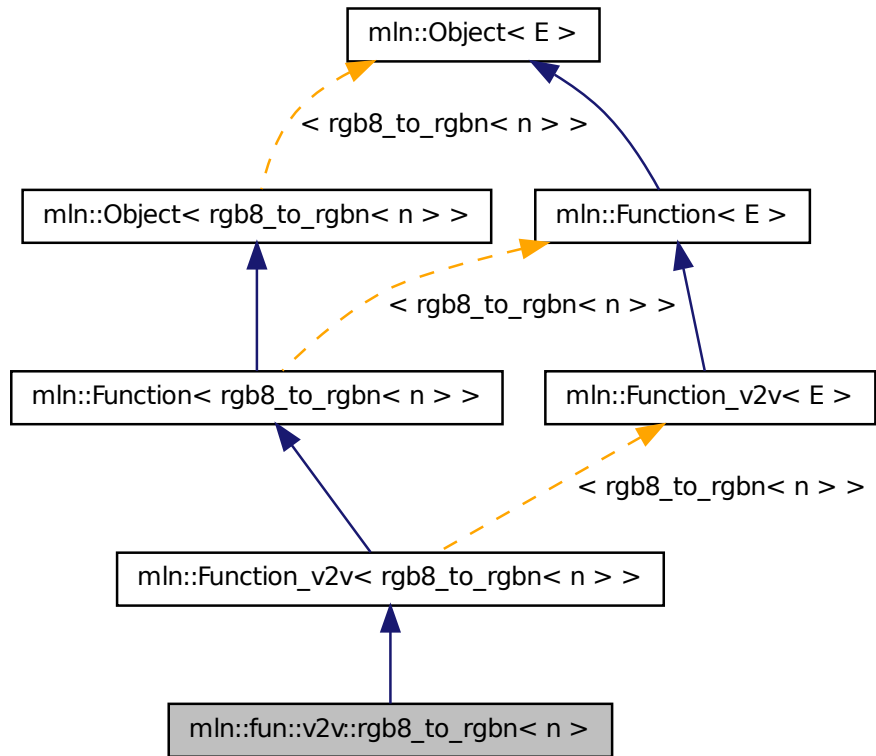 mln::Object< E >
< rgb8_to_rgbn< n > >
mln::Object< rgb8_to_rgbn< n > >
mln::Function< E >
< rgb8_to_rgbn< n > >
mln::Function< rgb8_to_rgbn< n > >
mln::Function_v2v< E >
< rgb8_to_rgbn< n > >
mln::Function_v2v< rgb8_to_rgbn< n > >
mln::fun::v2v::rgb8_to_rgbn< n >